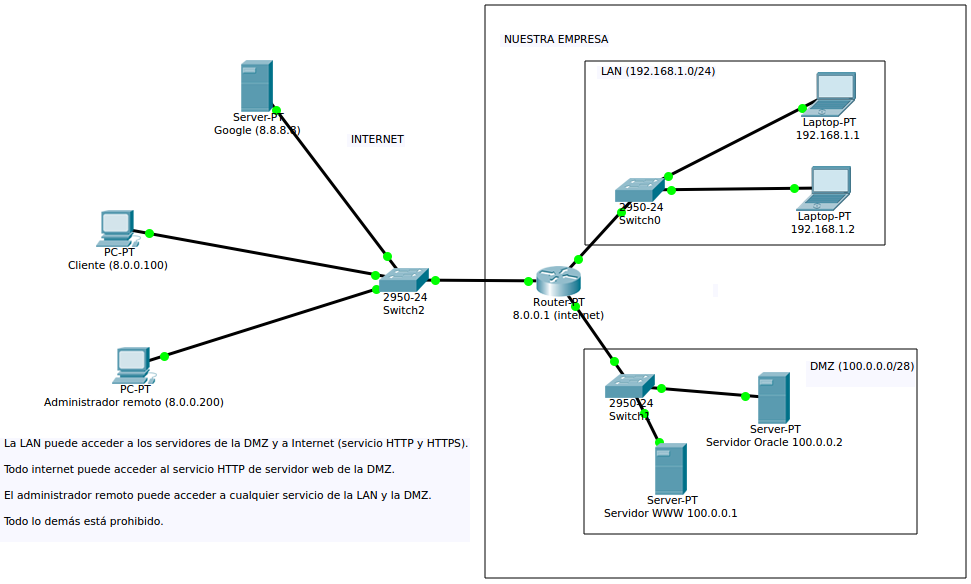 NUESTRA EMPRESA
LAN (192.168.1.0/24)
Laptop-PT
192.168.1.1
Laptop-PT
192.168.1.2
2950-24
Switch0
Server-PT
Google (8.8.8.8)
INTERNET
PC-PT
Cliente (8.0.0.100)
2950-24
Switch2
Router-PT
8.0.0.1 (internet)
PC-PT
Administrador remoto (8.0.0.200)
DMZ (100.0.0.0/28)
2950-24
Switch1
Server-PT
Servidor Oracle 100.0.0.2
Server-PT
Servidor WWW 100.0.0.1
La LAN puede acceder a los servidores de la DMZ y a Internet (servicio HTTP y HTTPS).
Todo internet puede acceder al servicio HTTP de servidor web de la DMZ.
El administrador remoto puede acceder a cualquier servicio de la LAN y la DMZ.
Todo lo demás está prohibido.